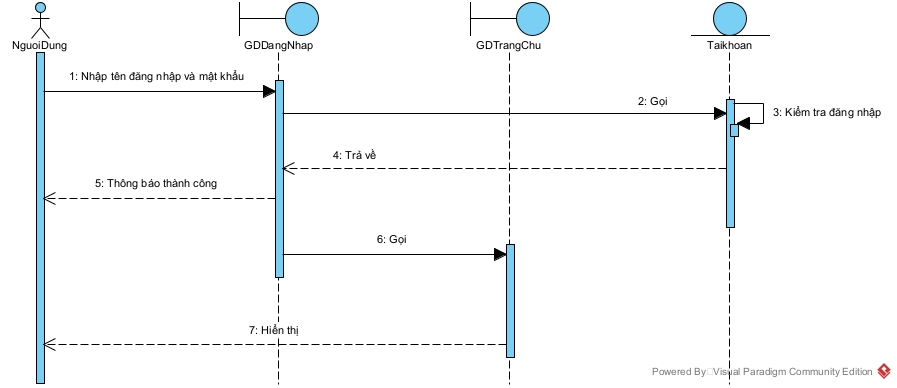 NguoiDung
GDDangNhap
GDTrangChu
Taikhoan
1: Nhập tên đăng nhập và mật khẩu
2: Gọi
3: Kiểm tra đăng nhập
4: Trả về
5: Thông báo thành công
6: Gọi
7: Hiển thị
Powered By Visual Paradigm Community Edition